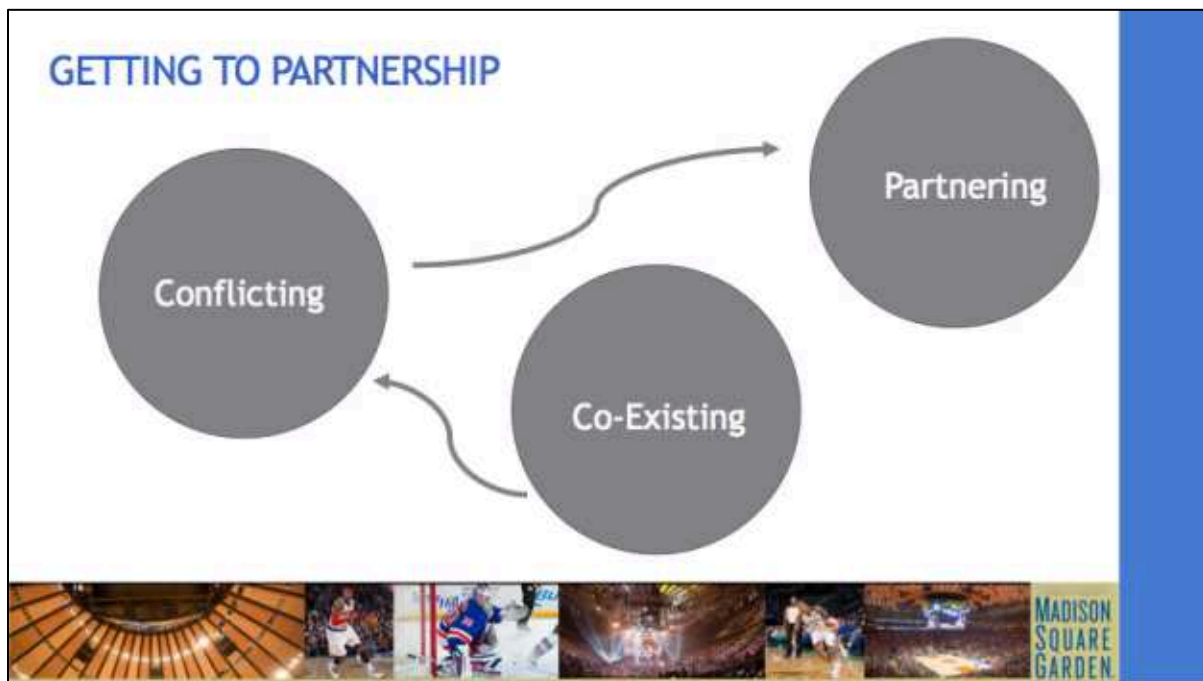 GETTING TO PARTNERSHIP
Partnering
Conflicting
Co-Existing
MADISON
SQUARE
GARDEN